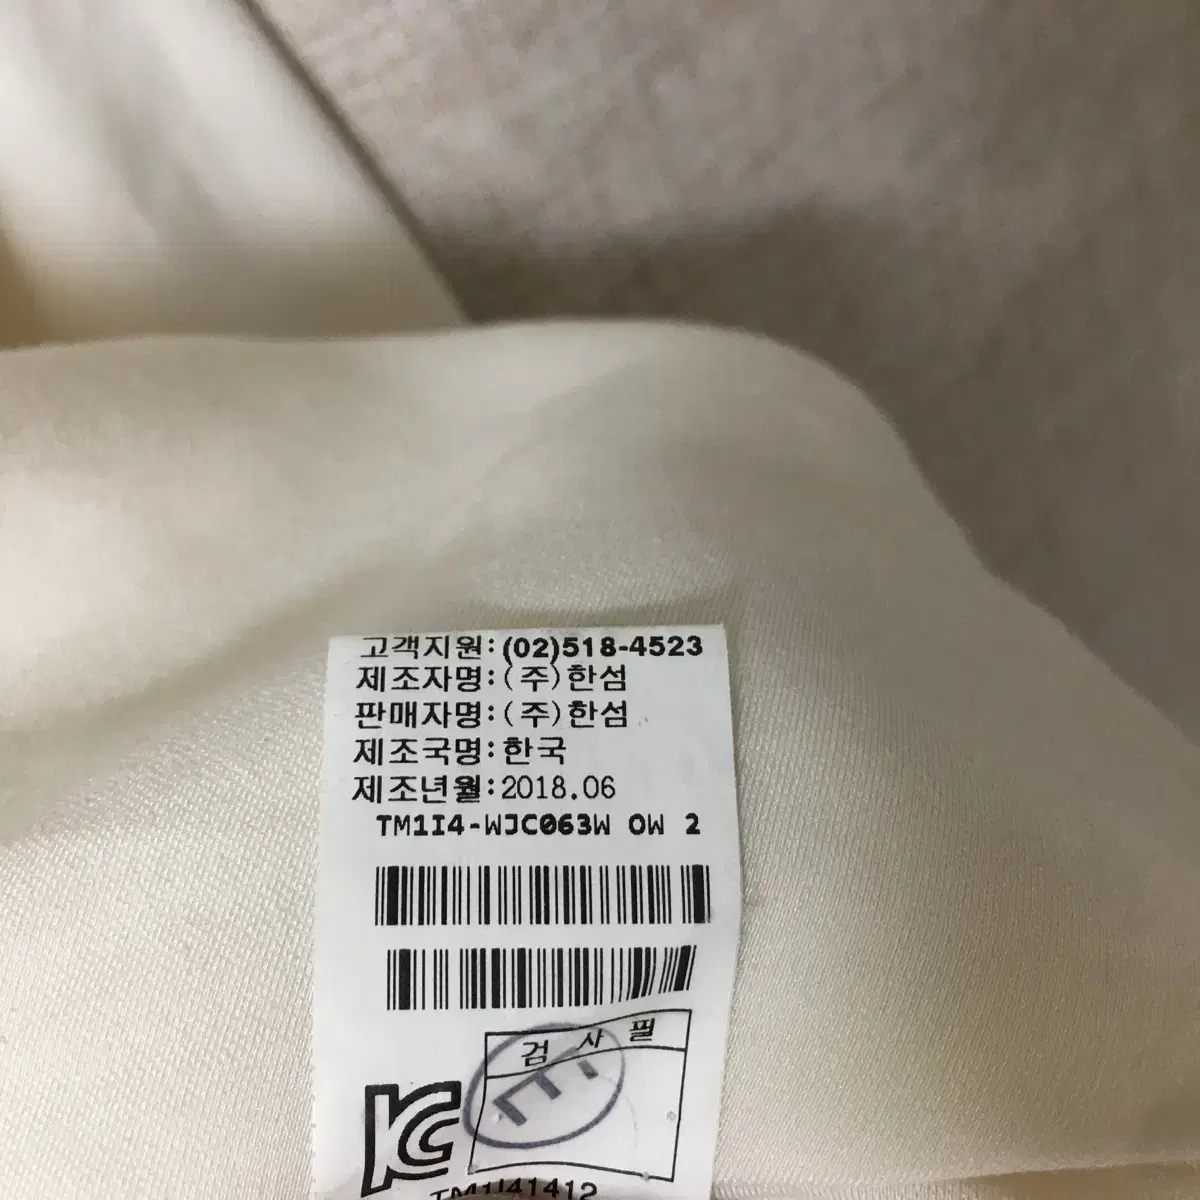 고객지원:(02)518-4523
제조자명:(주)한섬
판매자명:(주)한섬
제조국명:한국
제조년월:2018.06
TM1I4-WJC063W OW 2
검사필
KC
TM1I41412